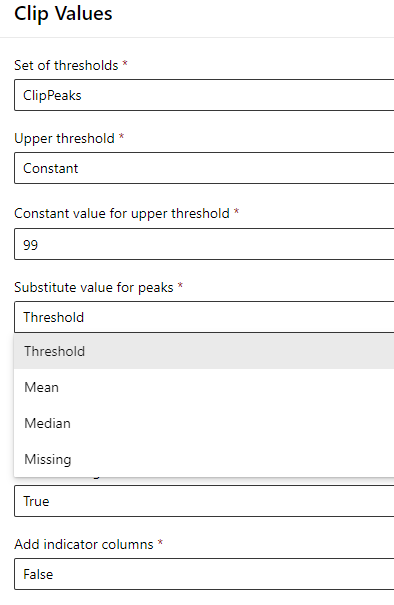 Clip Values
Set of thresholds *
ClipPeaks
Upper threshold *
Constant
Constant value for upper threshold *
99
Substitute value for peaks *
Threshold
Threshold
Mean
Median
Missing
True
Add indicator columns *
False